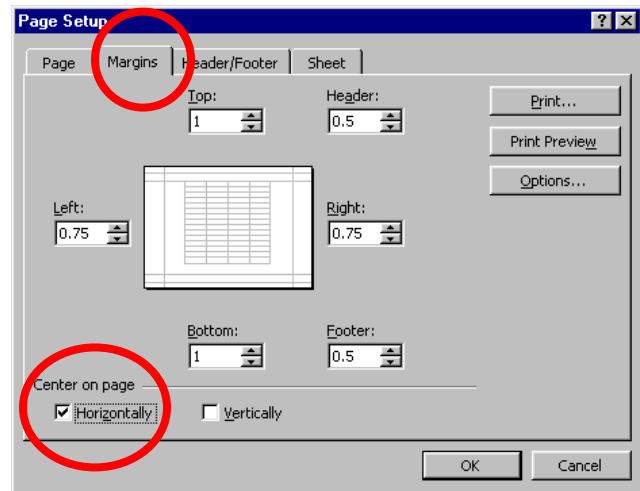 Page Setup
Page Margins Header/Footer Sheet
Top: Header:
1 0.5
Print...
Print Preview
Options...
Left: Right:
0.75 0.75
Bottom: Footer:
1 0.5
Center on page
Horizontally Vertically
OK Cancel